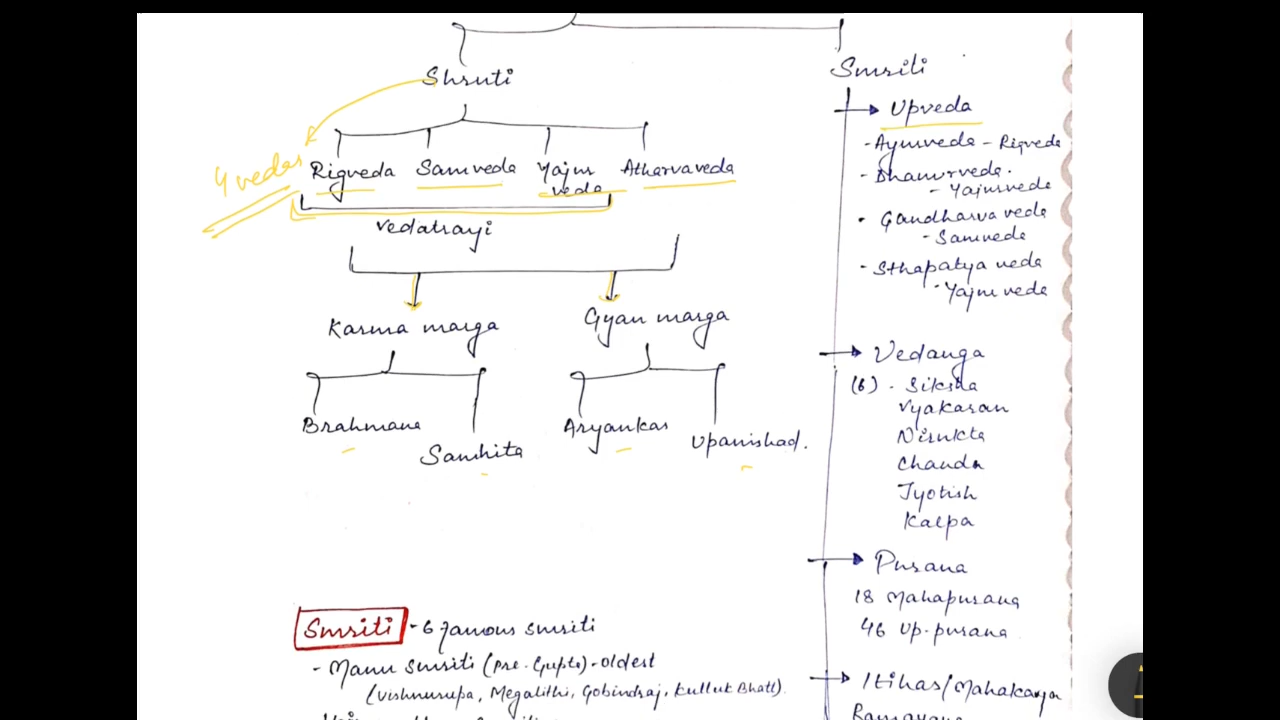 Shruti
4 vedas
Rigveda Samveda Yajur veda Atharvaveda
vedatrayi
Karma marga
Gyan marga
Brahmana
Samhita
Aryankas
Upanishad.
Smriti - 6 famous smriti
- Manu smriti (Pre-Gupta) - oldest
(Vishnurupa, Megatithi, Gobindraj, Kulluk Bhatt).
Smriti
→ Upveda
- Ayurveda - Rigveda
- Dhanurveda.
- Yajurveda
• Gandharva veda
- Samveda
- Sthapatya veda
- Yajur veda
→ Vedanga
(6) - Siksha
Vyakaran
Nirukta
Chanda
Jyotish
Kalpa
→ Purana
18 Mahapurana
46 Up-purana
→ Itihas/Mahakavya
Ramayana